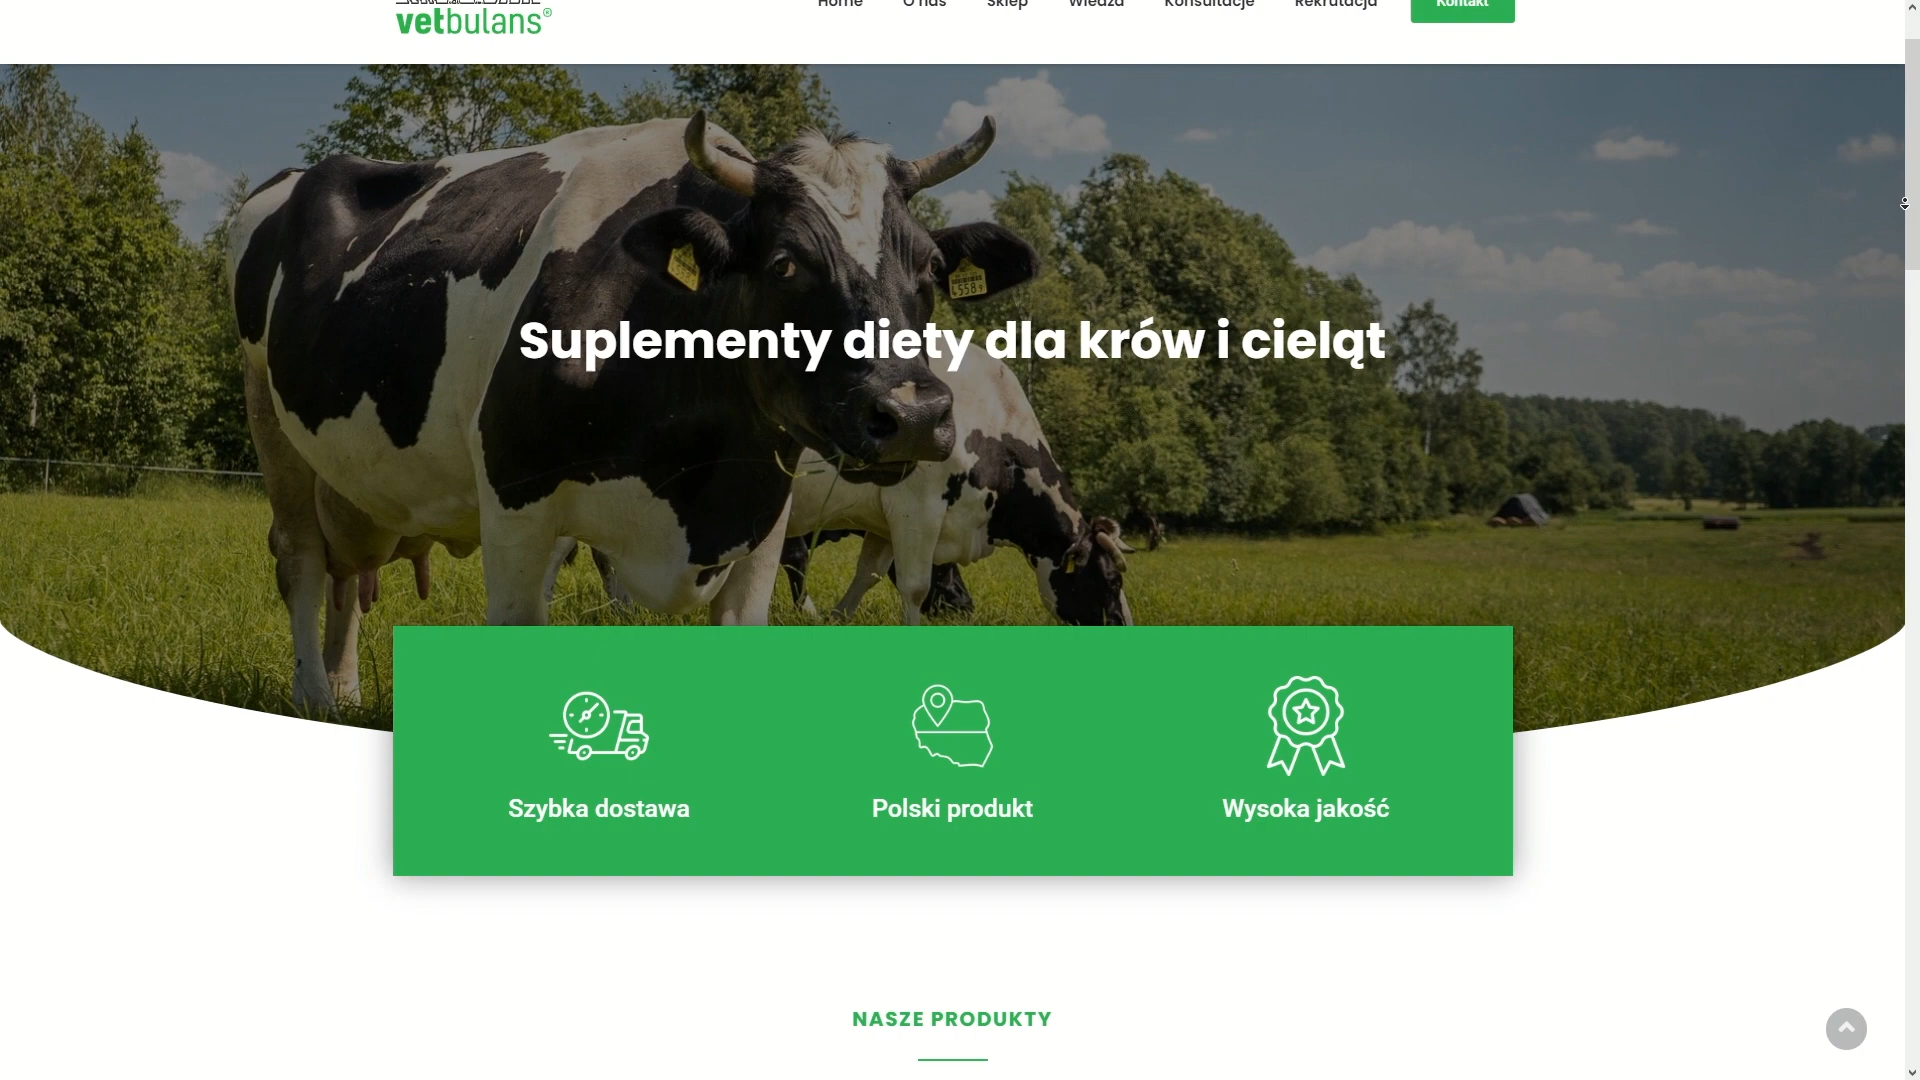 vetbulans®
Home O nas Sklep Wiedza Konsultacje Rekrutacja Kontakt
4558
Suplementy diety dla krów i cieląt
Szybka dostawa Polski produkt Wysoka jakość
NASZE PRODUKTY